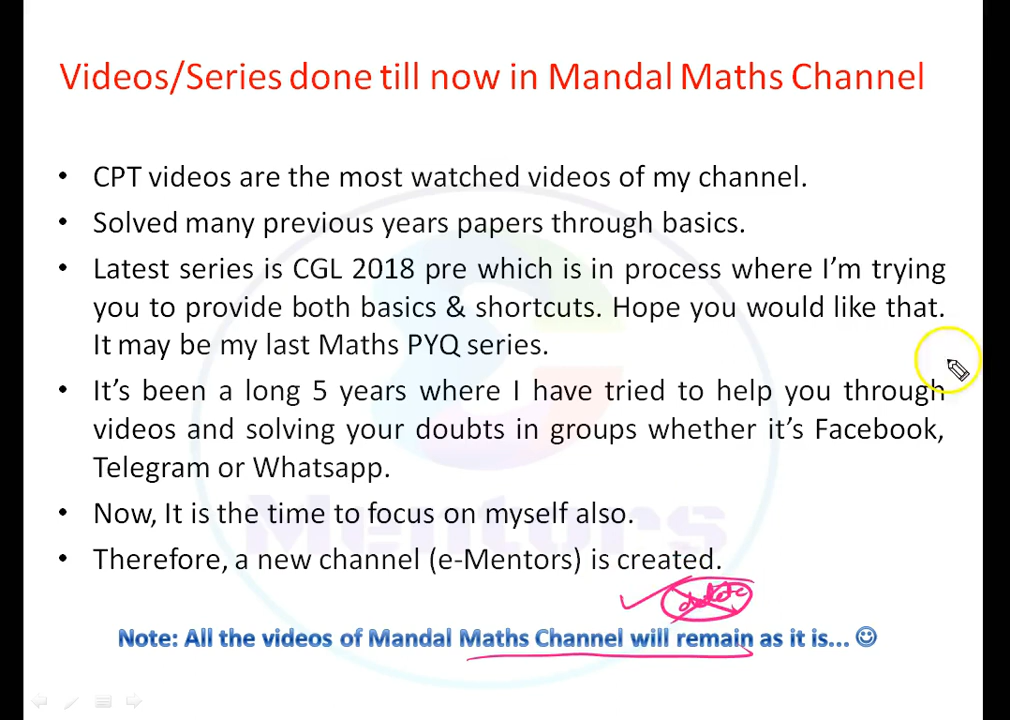 Videos/Series done till now in Mandal Maths Channel
• CPT videos are the most watched videos of my channel.
• Solved many previous years papers through basics.
• Latest series is CGL 2018 pre which is in process where I'm trying
you to provide both basics & shortcuts. Hope you would like that.
It may be my last Maths PYQ series.
• It's been a long 5 years where I have tried to help you through
videos and solving your doubts in groups whether it's Facebook,
Telegram or Whatsapp.
• Now, It is the time to focus on myself also.
• Therefore, a new channel (e-Mentors) is created.
delete
Note: All the videos of Mandal Maths Channel will remain as it is... ☺
Mentors